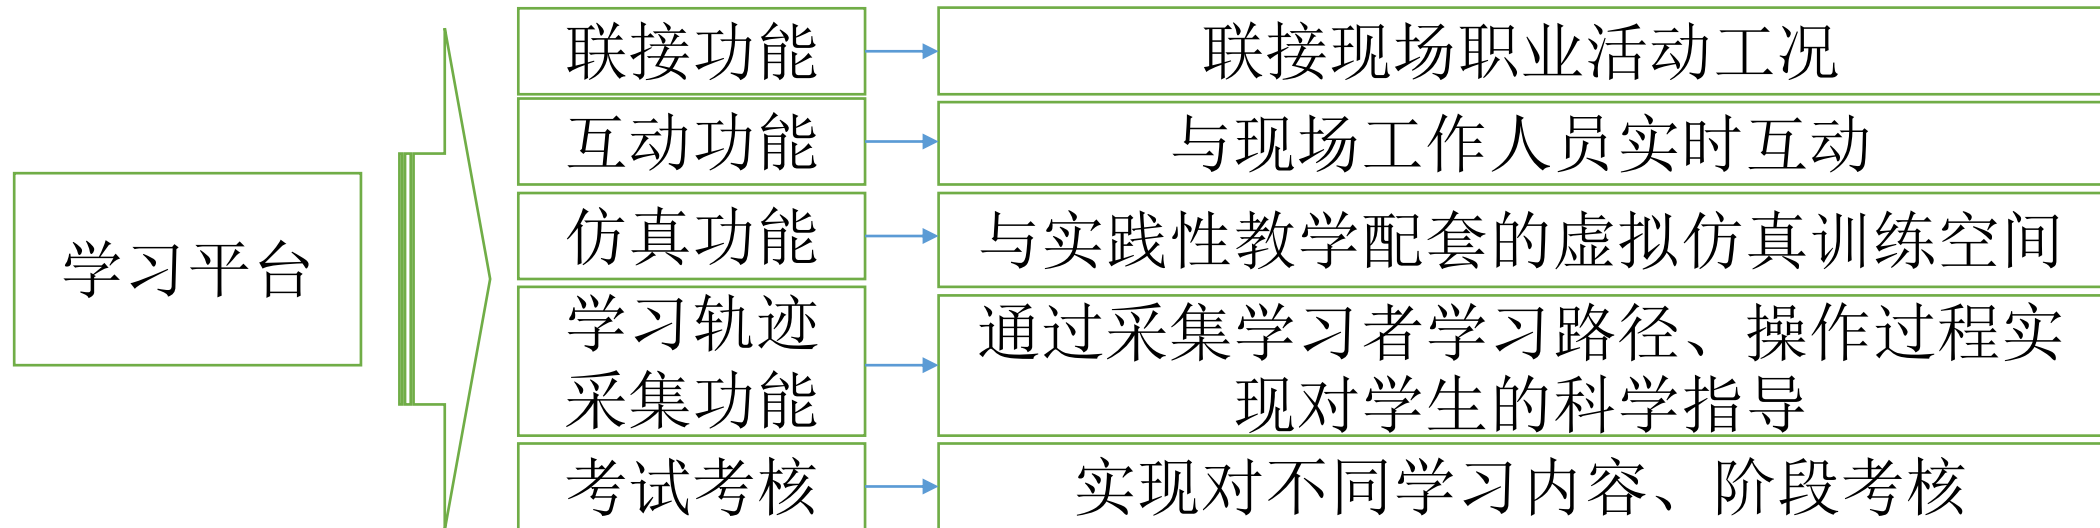 学习平台
联接功能
联接现场职业活动工况
互动功能
与现场工作人员实时互动
仿真功能
与实践性教学配套的虚拟仿真训练空间
学习轨迹
采集功能
通过采集学习者学习路径、操作过程实
现对学生的科学指导
考试考核
实现对不同学习内容、阶段考核